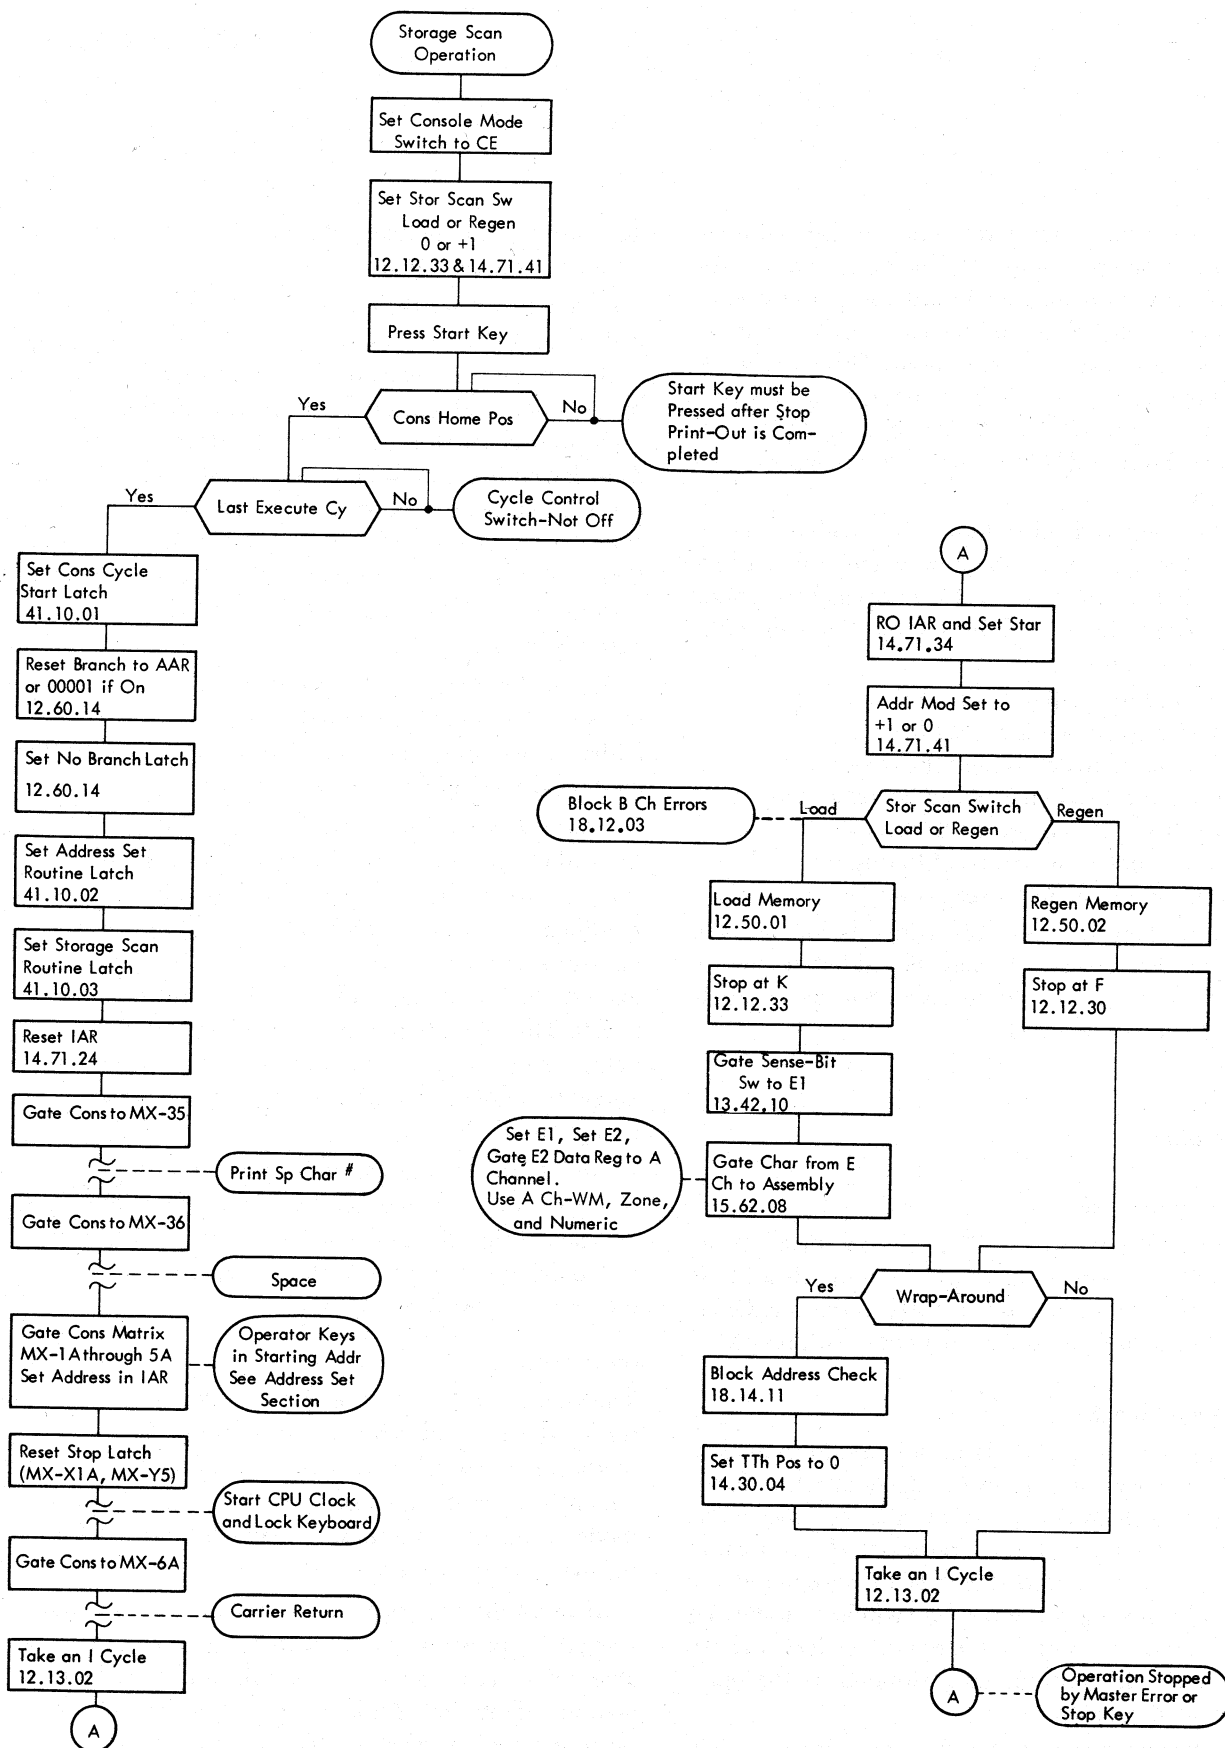 Storage Scan
Operation
Set Console Mode
Switch to CE
Set Stor Scan Sw
Load or Regen
0 or +1
12.12.33 & 14.71.41
Press Start Key
Yes
Cons Home Pos
No
Start Key must be
Pressed after Stop
Print-Out is Com-
pleted
Yes
Last Execute Cy
No
Cycle Control
Switch-Not Off
Set Cons Cycle
Start Latch
41.10.01
Reset Branch to AAR
or 00001 if On
12.60.14
Set No Branch Latch
12.60.14
Set Address Set
Routine Latch
41.10.02
Set Storage Scan
Routine Latch
41.10.03
Reset IAR
14.71.24
Gate Cons to MX-35
Print Sp Char #
Gate Cons to MX-36
Space
Gate Cons Matrix
MX-1A through 5A
Set Address in IAR
Operator Keys
in Starting Addr
See Address Set
Section
Reset Stop Latch
(MX-X1A, MX-Y5)
Start CPU Clock
and Lock Keyboard
Gate Cons to MX-6A
Carrier Return
Take an I Cycle
12.13.02
A
A
RO IAR and Set Star
14.71.34
Addr Mod Set to
+1 or 0
14.71.41
Block B Ch Errors
18.12.03
Load
Stor Scan Switch
Load or Regen
Regen
Load Memory
12.50.01
Regen Memory
12.50.02
Stop at K
12.12.33
Stop at F
12.12.30
Gate Sense-Bit
Sw to E1
13.42.10
Set E1, Set E2,
Gate E2 Data Reg to A
Channel.
Use A Ch-WM, Zone,
and Numeric
Gate Char from E
Ch to Assembly
15.62.08
Yes
Wrap-Around
No
Block Address Check
18.14.11
Set TTh Pos to 0
14.30.04
Take an I Cycle
12.13.02
A
Operation Stopped
by Master Error or
Stop Key